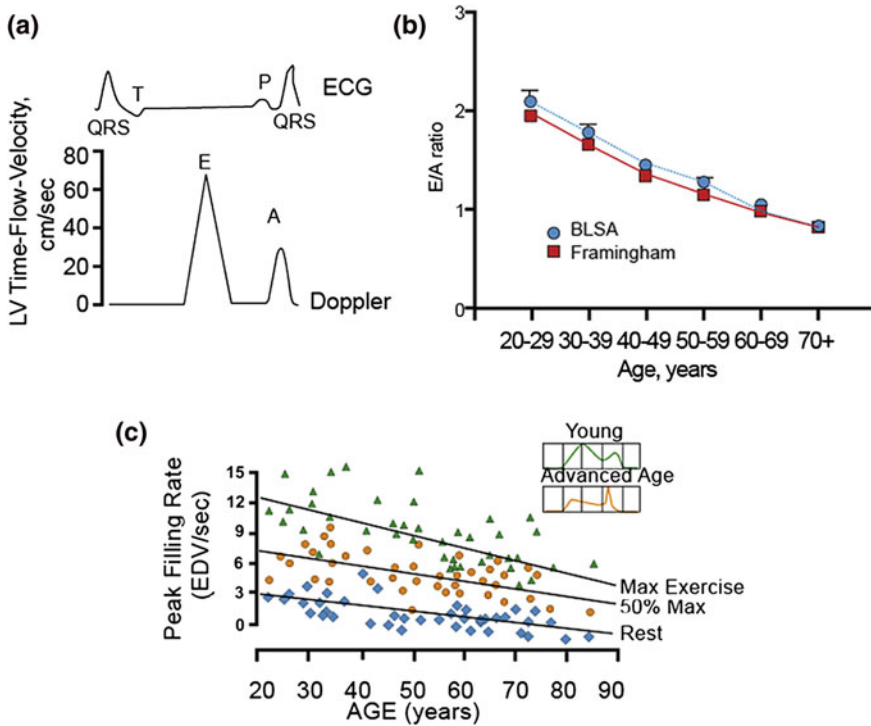 (a)
T
P
ECG
QRS
QRS
LV Time-Flow-Velocity,
cm/sec
80
60
40
20
0
E
A
Doppler
(b)
E/A ratio
3
2
1
0
BLSA
Framingham
20-29 30-39 40-49 50-59 60-69 70+
Age, years
(c)
Young
Advanced Age
Peak Filling Rate
(EDV/sec)
15
12
9
6
3
0
Max Exercise
50% Max
Rest
20 30 40 50 60 70 80 90
AGE (years)